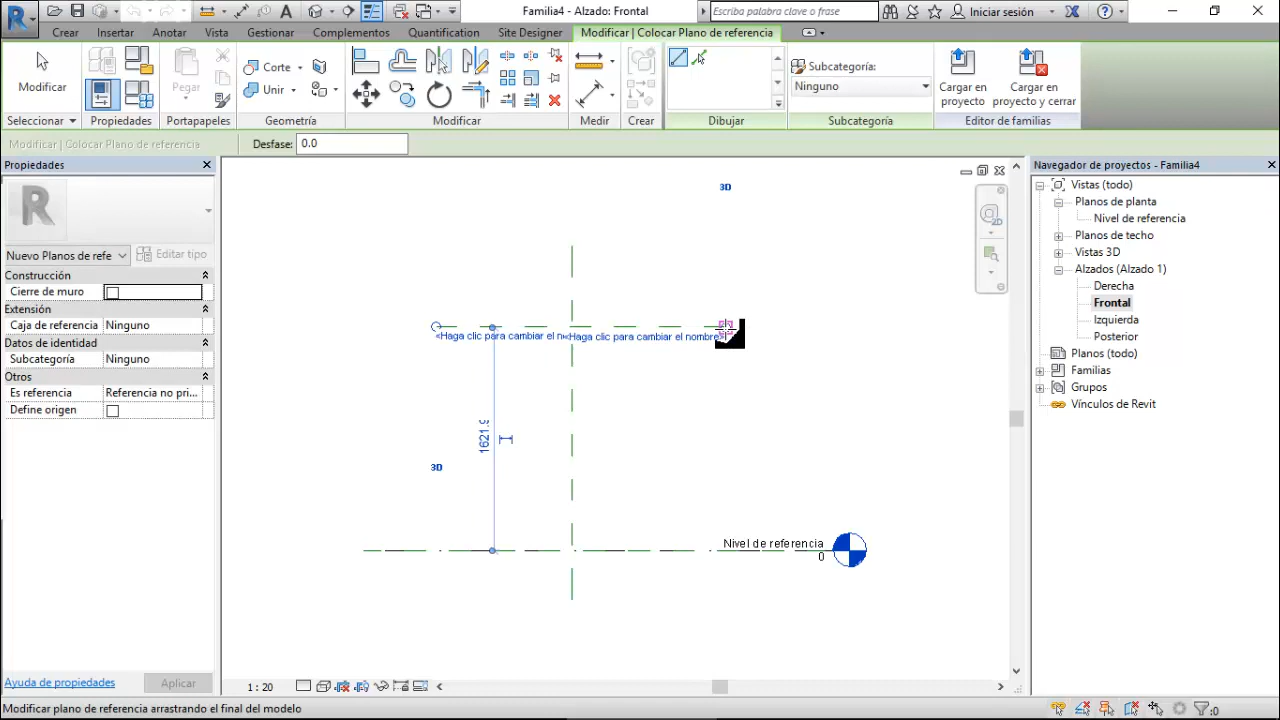 Familia4 - Alzado: Frontal
Escriba palabra clave o frase
Iniciar sesión
Crear
Insertar
Anotar
Vista
Gestionar
Complementos
Quantification
Site Designer
Modificar | Colocar Plano de referencia
Modificar
Pegar
Corte
Unir
Subcategoría:
Ninguno
Cargar en
proyecto
Cargar en
proyecto y cerrar
Seleccionar
Propiedades
Portapapeles
Geometría
Modificar
Medir
Crear
Dibujar
Subcategoría
Editor de familias
Modificar | Colocar Plano de referencia
Desfase:
0.0
Propiedades
Nuevo Planos de refe
Editar tipo
Construcción
Cierre de muro
Extensión
Caja de referencia
Ninguno
Datos de identidad
Subcategoría
Ninguno
Otros
Es referencia
Referencia no pri...
Define origen
Ayuda de propiedades
Aplicar
3D
<Haga clic para cambiar el n
<Haga clic para cambiar el nombre>
1621.9
3D
Nivel de referencia
0
2D
Navegador de proyectos - Familia4
Vistas (todo)
Planos de planta
Nivel de referencia
Planos de techo
Vistas 3D
Alzados (Alzado 1)
Derecha
Frontal
Izquierda
Posterior
Planos (todo)
Familias
Grupos
Vínculos de Revit
1 : 20
Modificar plano de referencia arrastrando el final del modelo
:0